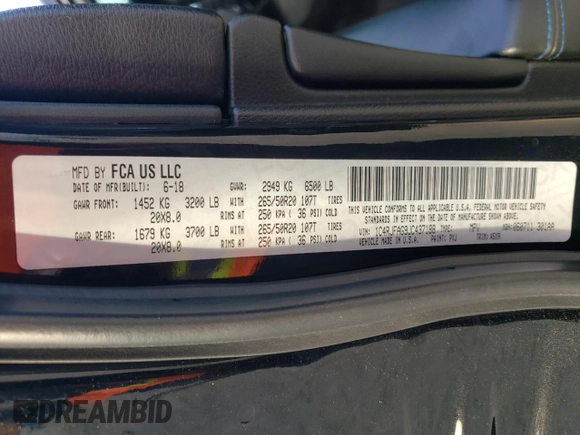 MFD BY FCA US LLC
DATE OF MFR(BUILT): 6-18 GVWR: 2949 KG 6500 LB
GAWR FRONT: 1452 KG 3200 LB WITH 265/50R20 107T TIRES
20X8.0 RIMS AT 250 KPA ( 36 PSI) COLD
GAWR REAR: 1679 KG 3700 LB WITH 265/50R20 107T TIRES
20X8.0 RIMS AT 250 KPA ( 36 PSI) COLD
THIS VEHICLE CONFORMS TO ALL APPLICABLE U.S.A. FEDERAL MOTOR VEHICLE SAFETY
STANDARDS IN EFFECT ON THE DATE OF MANUFACTURE SHOWN ABOVE.
VIN: TYPE: MPV
MADE IN U.S.A. PAINT: PXJ TRIM:
DREAMBID